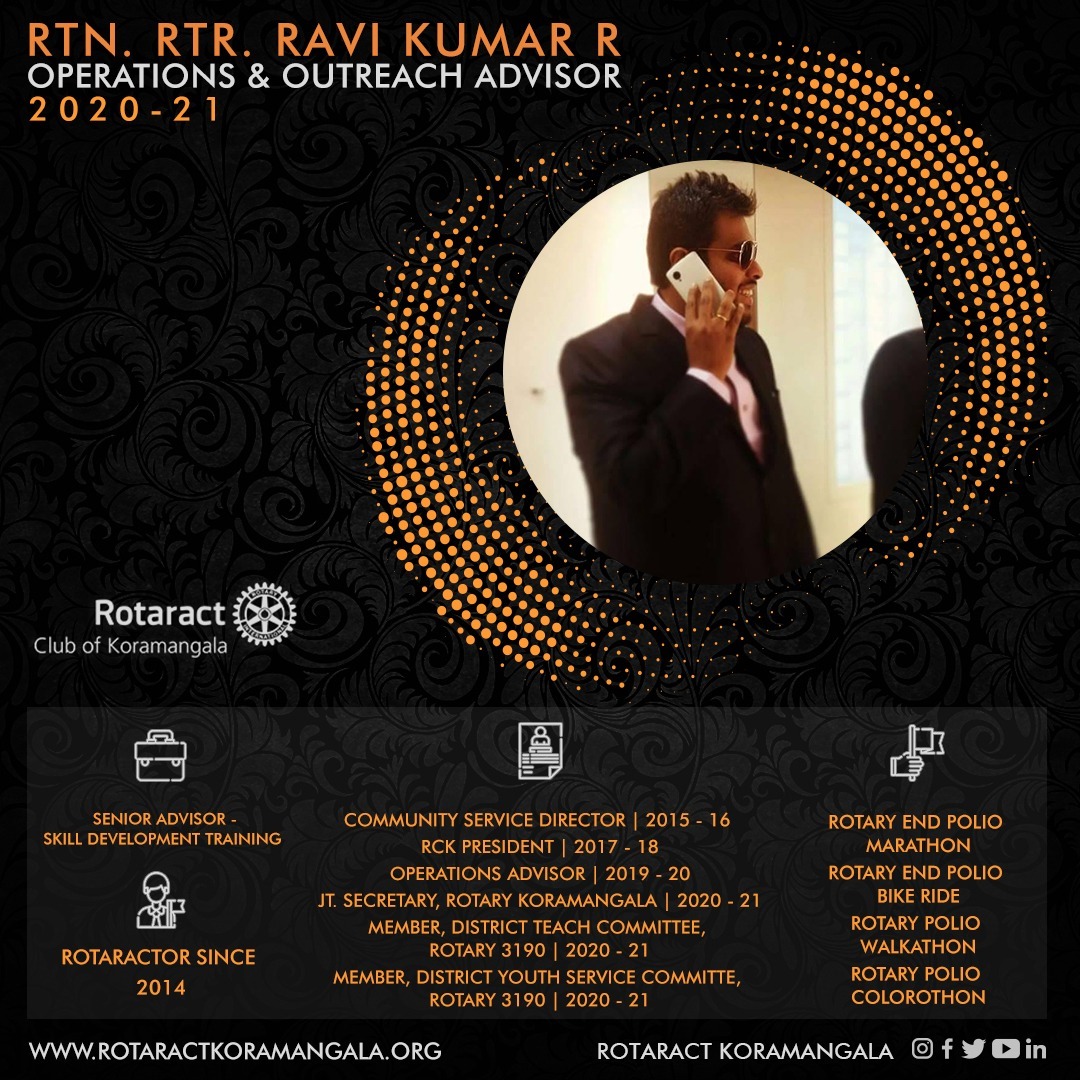 RTN. RTR. RAVI KUMAR R
OPERATIONS & OUTREACH ADVISOR
2020-21
Rotaract
ROTARY
INTERNATIONAL
Club of Koramangala
SENIOR ADVISOR -
SKILL DEVELOPMENT TRAINING
ROTARACTOR SINCE
2014
COMMUNITY SERVICE DIRECTOR | 2015 - 16
RCK PRESIDENT | 2017 - 18
OPERATIONS ADVISOR | 2019 - 20
JT. SECRETARY, ROTARY KORAMANGALA | 2020 - 21
MEMBER, DISTRICT TEACH COMMITTEE,
ROTARY 3190 | 2020 - 21
MEMBER, DISTRICT YOUTH SERVICE COMMITTE,
ROTARY 3190 | 2020 - 21
ROTARY END POLIO
MARATHON
ROTARY END POLIO
BIKE RIDE
ROTARY POLIO
WALKATHON
ROTARY POLIO
COLOROTHON
WWW.ROTARACTKORAMANGALA.ORG
ROTARACT KORAMANGALA